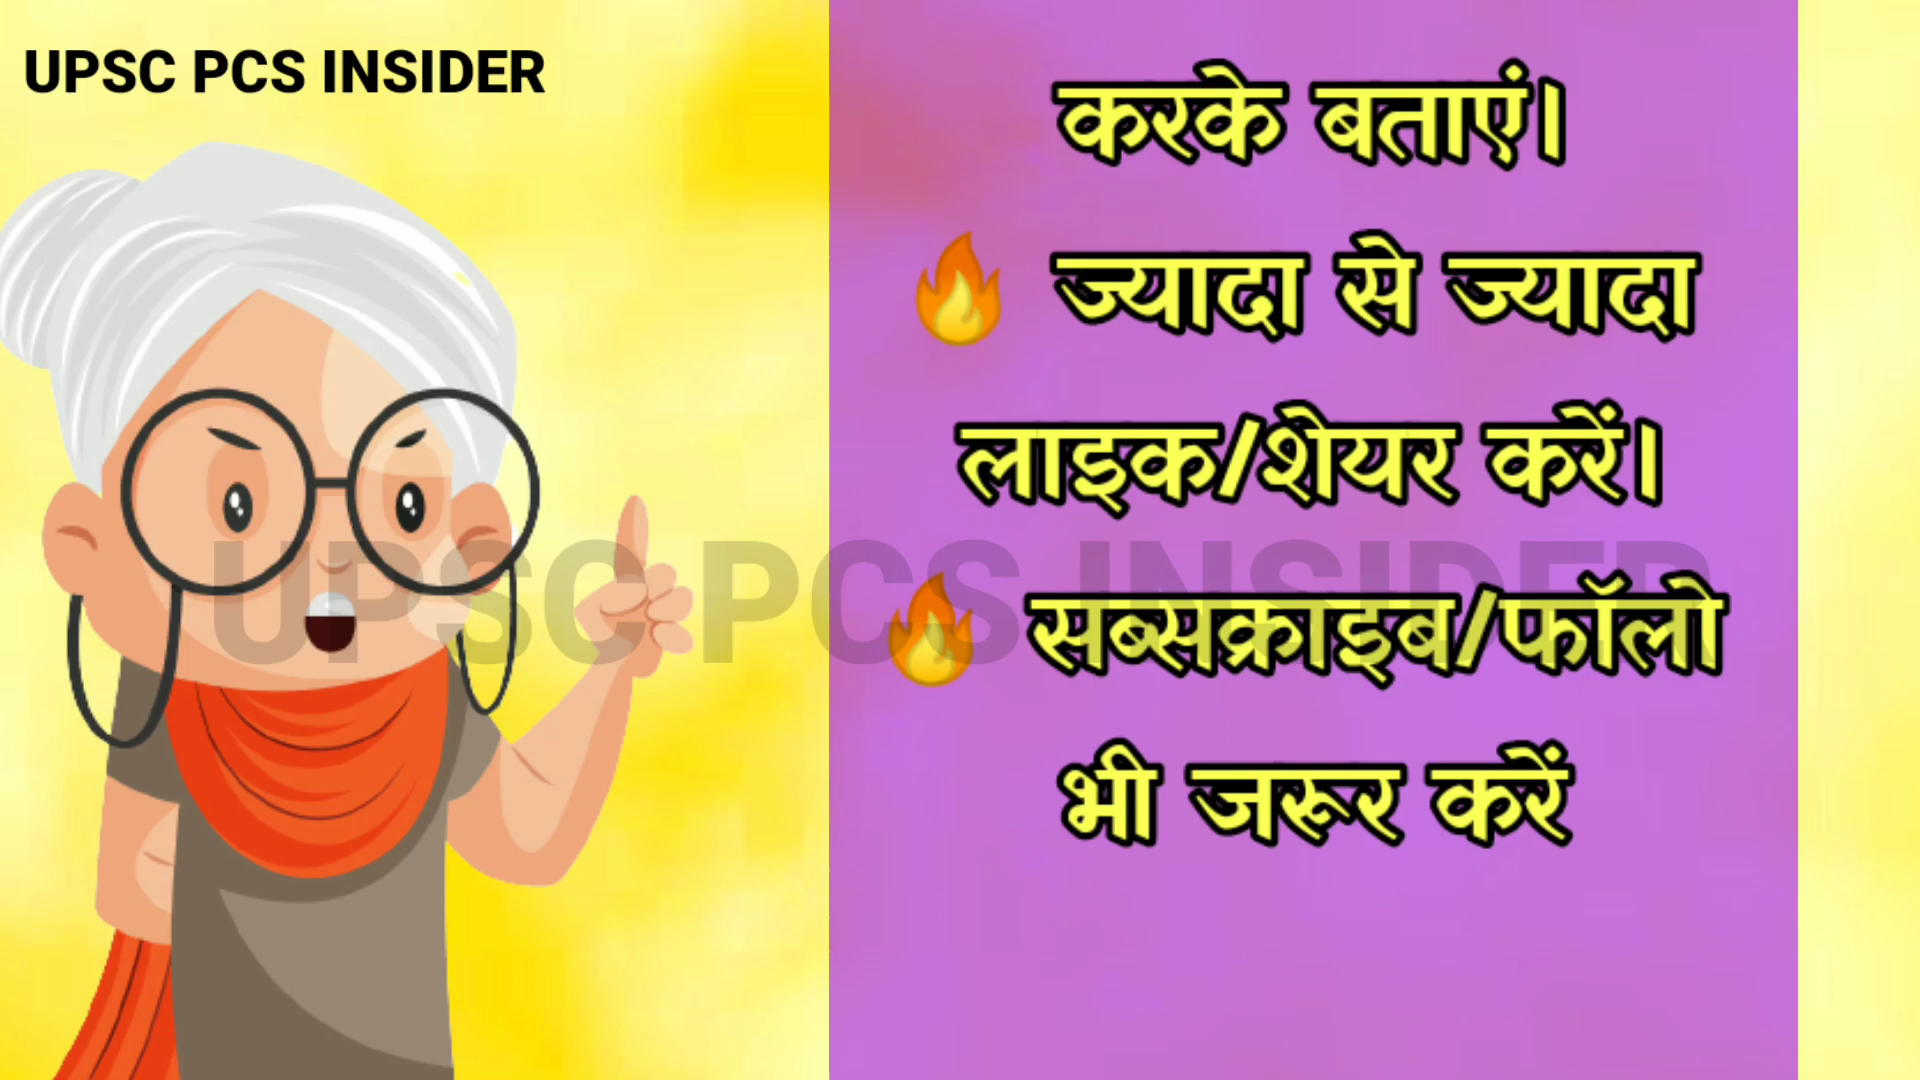 UPSC PCS INSIDER
करके बताएं।
🔥 ज्यादा से ज्यादा
लाइक/शेयर करें।
UPSC PCS INSIDER
🔥 सब्सक्राइब/फॉलो
भी जरूर करें